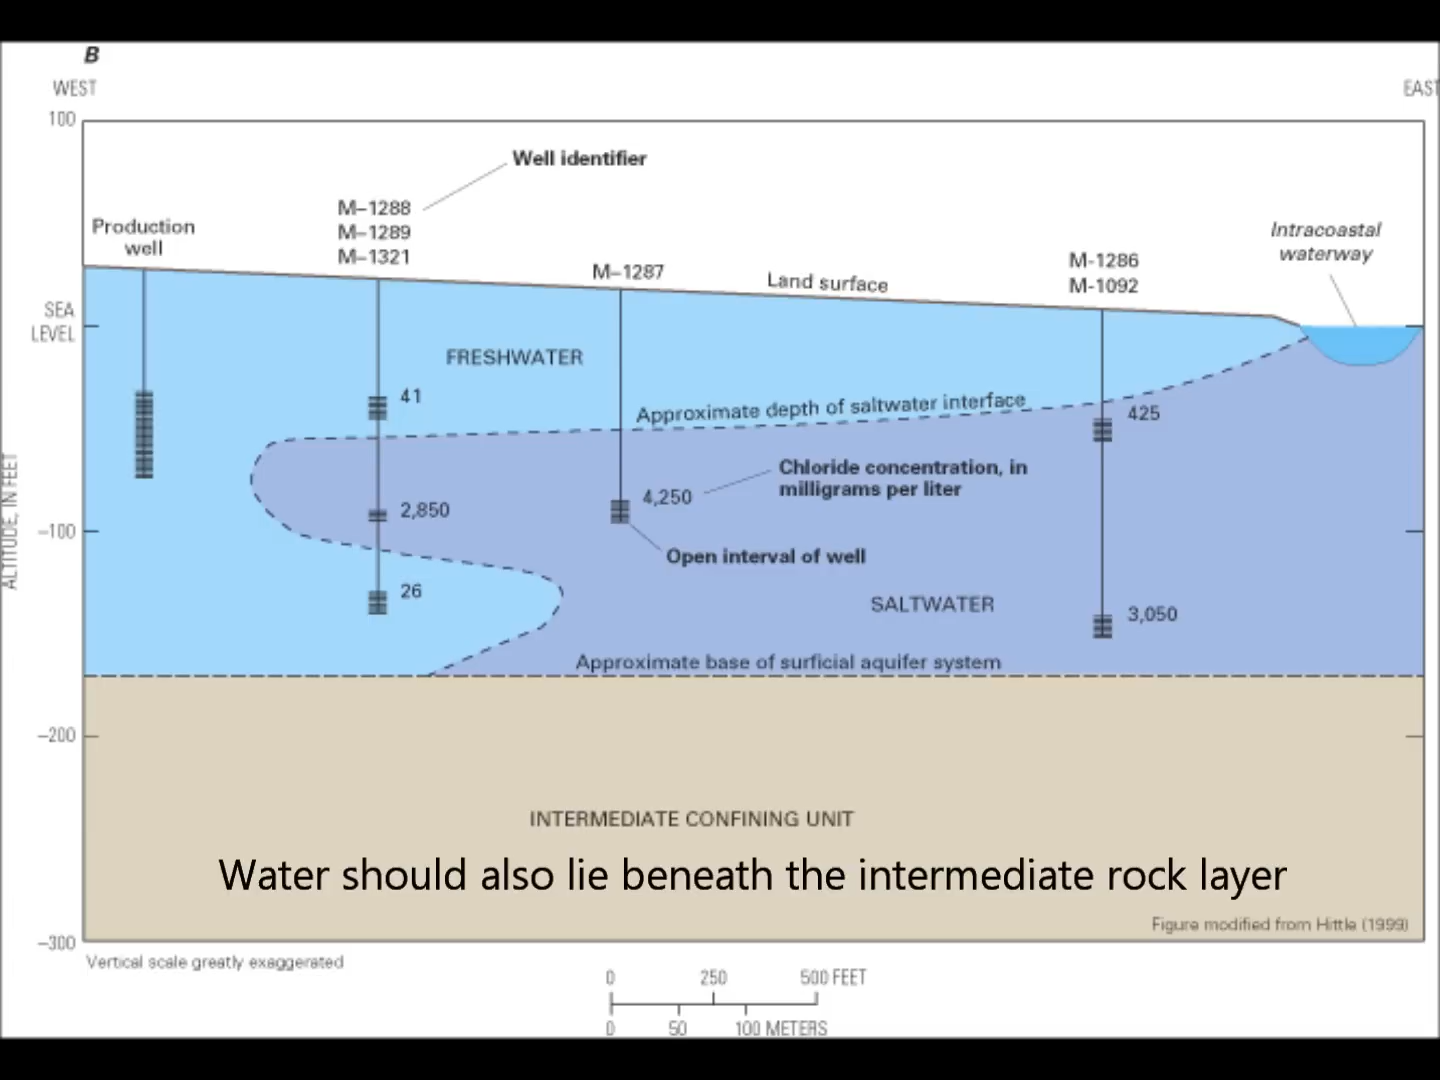 B
WEST
EAST
100
Well identifier
M–1288
M–1289
M–1321
Production
well
M–1287
Land surface
M-1286
M-1092
Intracoastal
waterway
SEA
LEVEL
FRESHWATER
41
Approximate depth of saltwater interface
425
Chloride concentration, in
milligrams per liter
4,250
2,850
–100
ALTITUDE, IN FEET
Open interval of well
26
SALTWATER
3,050
Approximate base of surficial aquifer system
–200
INTERMEDIATE CONFINING UNIT
Water should also lie beneath the intermediate rock layer
Figure modified from Hittle (1999)
–300
Vertical scale greatly exaggerated
0 250 500 FEET
0 50 100 METERS